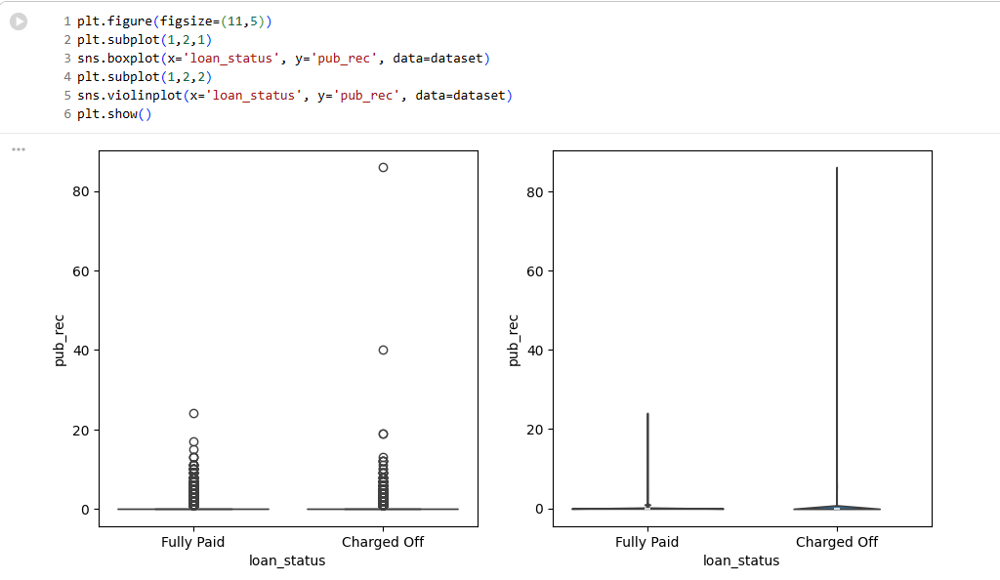 1 plt.figure(figsize=(11,5))
2 plt.subplot(1,2,1)
3 sns.boxplot(x='loan_status', y='pub_rec', data=dataset)
4 plt.subplot(1,2,2)
5 sns.violinplot(x='loan_status', y='pub_rec', data=dataset)
6 plt.show()
80
60
40
20
0
pub_rec
Fully Paid
Charged Off
loan_status
80
60
40
20
0
pub_rec
Fully Paid
Charged Off
loan_status